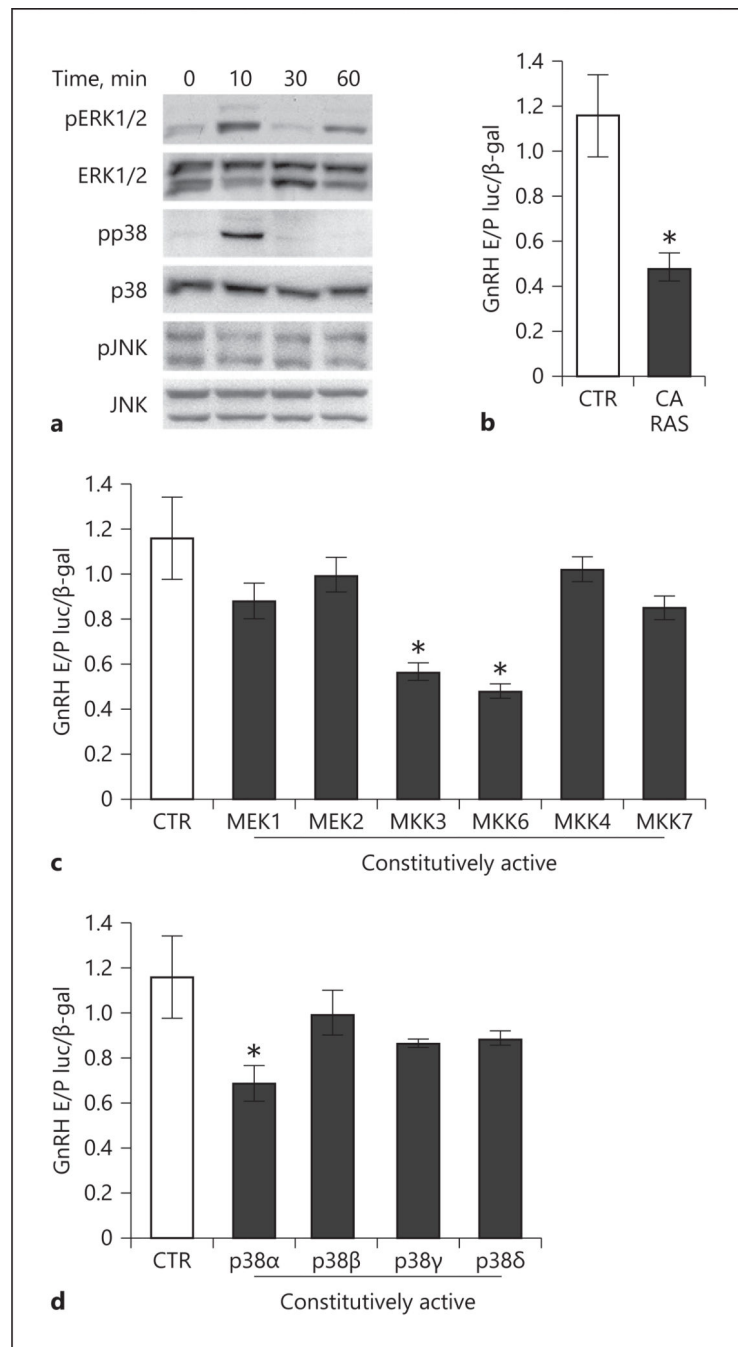 Time, min 0 10 30 60
pERK1/2
ERK1/2
pp38
p38
pJNK
JNK
a
GnRH E/P luc/β-gal
1.4
1.2
1.0
0.8
0.6
0.4
0.2
0
*
CTR CA
RAS
b
GnRH E/P luc/β-gal
1.4
1.2
1.0
0.8
0.6
0.4
0.2
0
* *
CTR MEK1 MEK2 MKK3 MKK6 MKK4 MKK7
Constitutively active
c
GnRH E/P luc/β-gal
1.4
1.2
1.0
0.8
0.6
0.4
0.2
0
*
CTR p38α p38β p38γ p38δ
Constitutively active
d